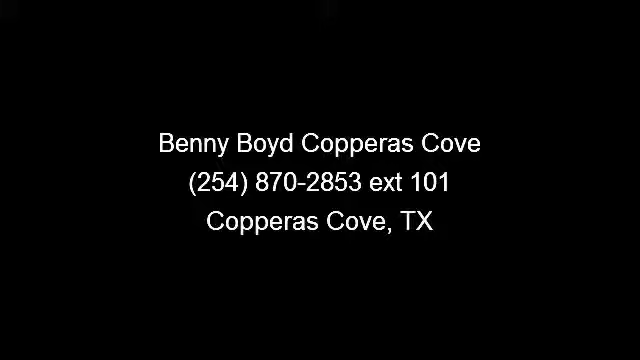 Benny Boyd Copperas Cove
(254) 870-2853 ext 101
Copperas Cove, TX